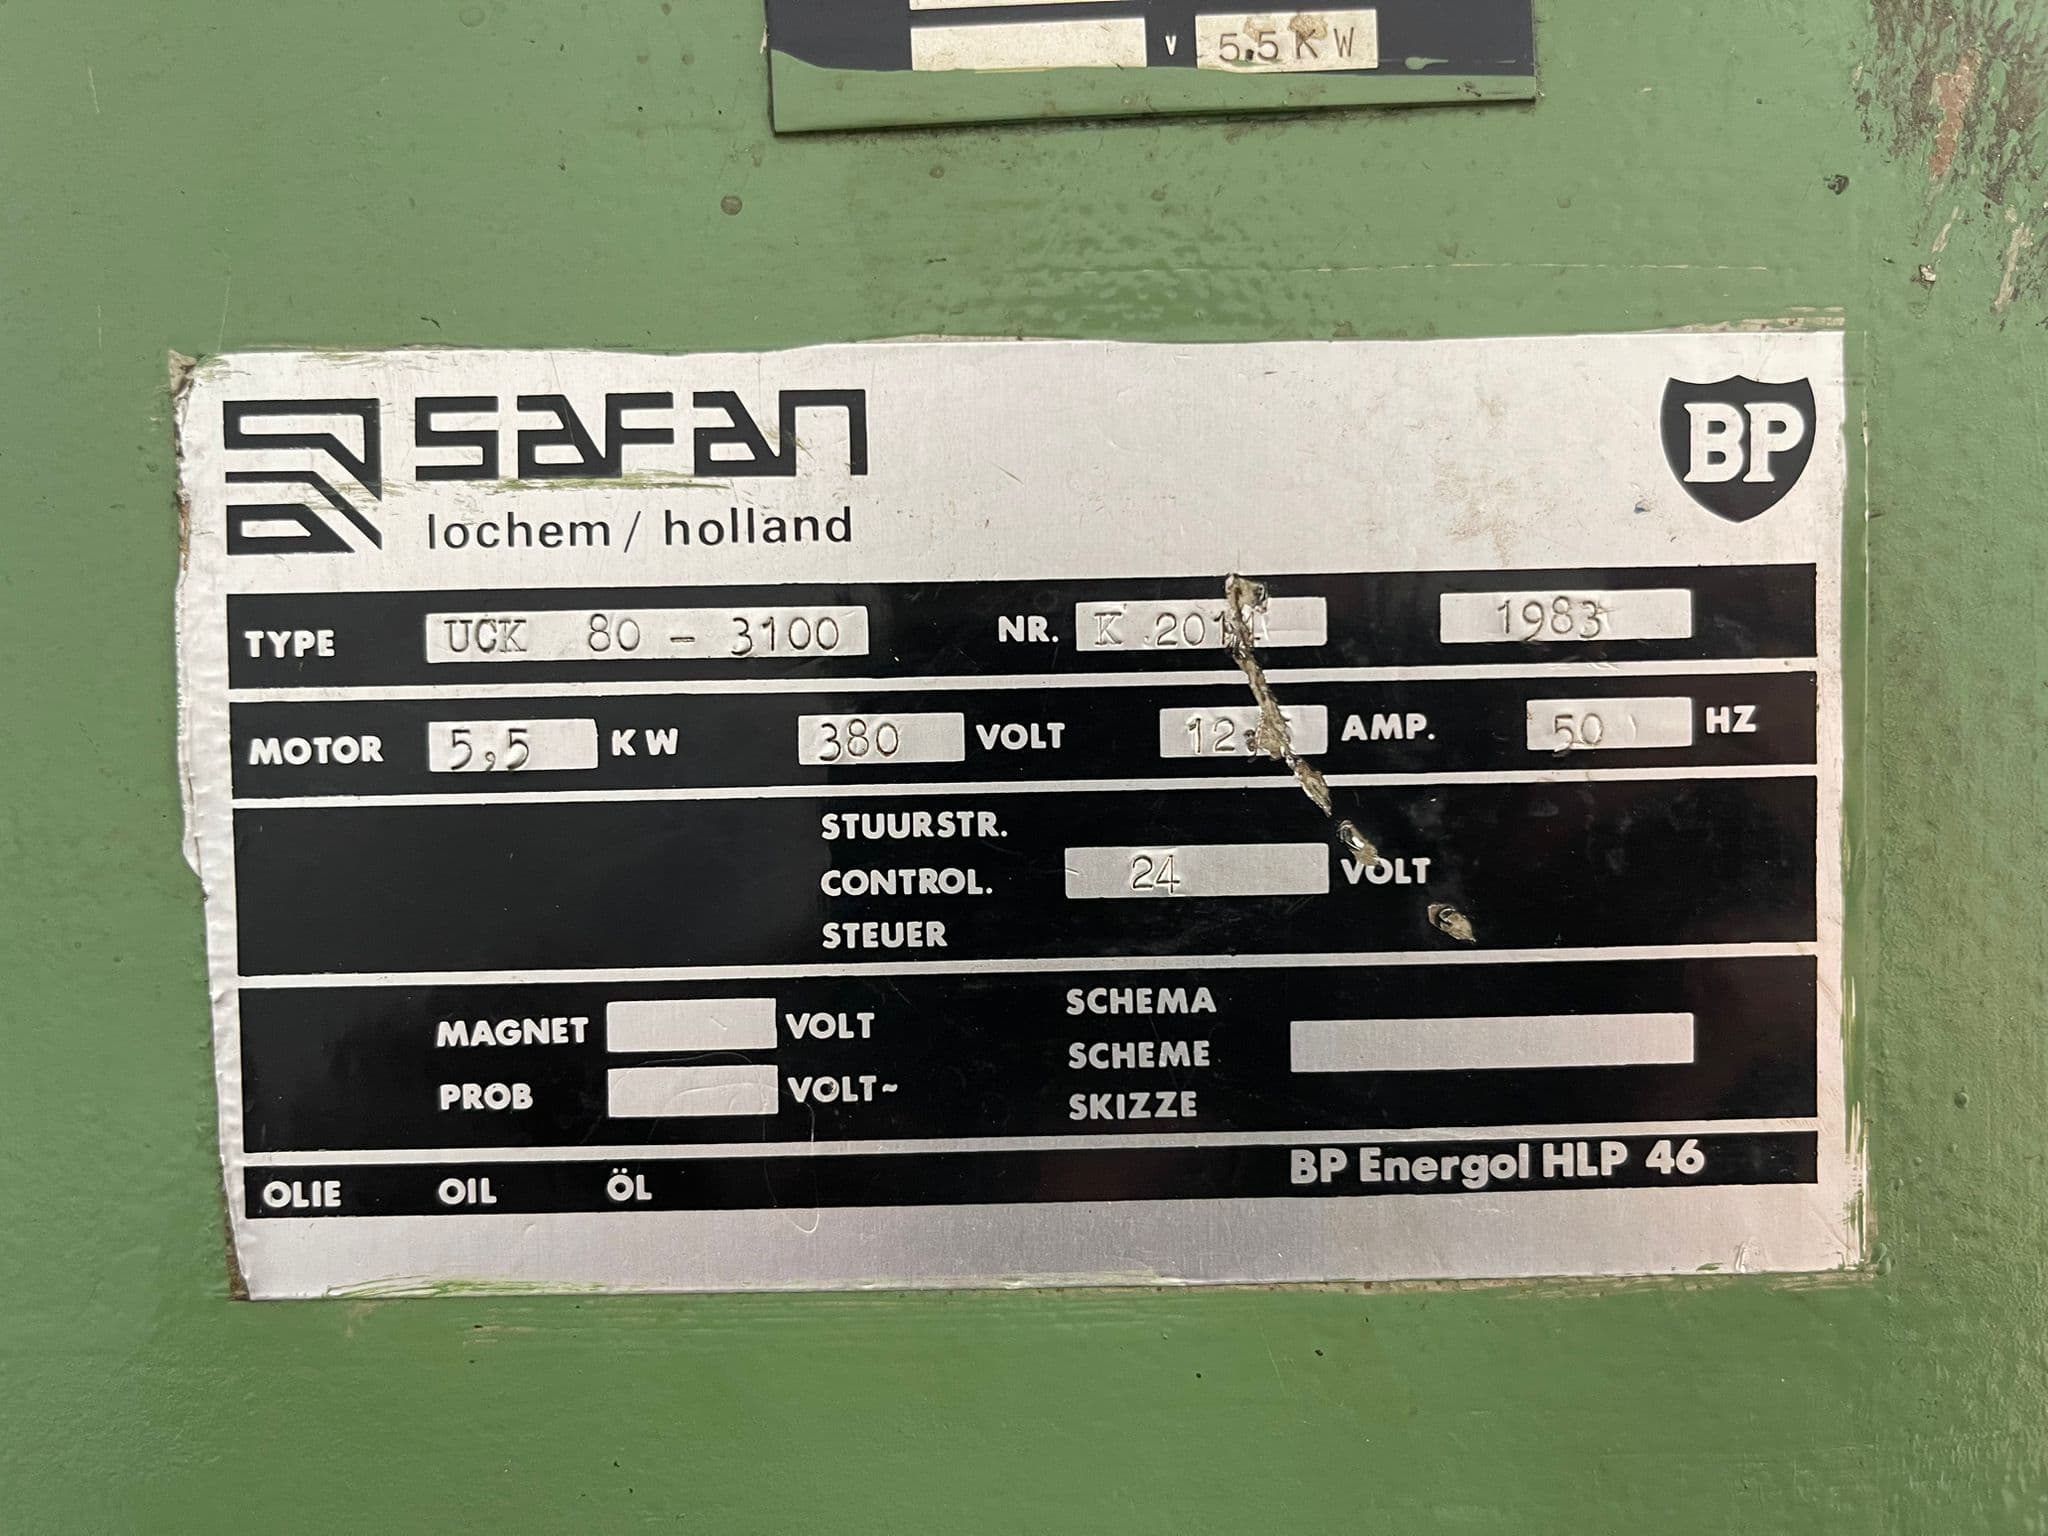 V 5.5 KW
SAFAN
lochem / holland
BP
TYPE UCK 80 - 3100 NR. K 1983
MOTOR 5,5 KW 380 VOLT AMP. 50 HZ
STUURSTR.
CONTROL. 24 VOLT
STEUER
MAGNET VOLT
PROB VOLT~
SCHEMA
SCHEME
SKIZZE
OLIE OIL ÖL BP Energol HLP 46